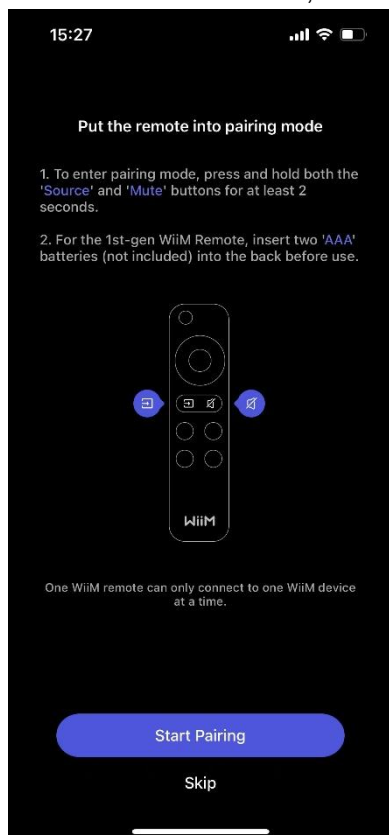 15:27
Put the remote into pairing mode
1. To enter pairing mode, press and hold both the
'Source' and 'Mute' buttons for at least 2
seconds.
2. For the 1st-gen WiiM Remote, insert two 'AAA'
batteries (not included) into the back before use.
WiiM
One WiiM remote can only connect to one WiiM device
at a time.
Start Pairing
Skip